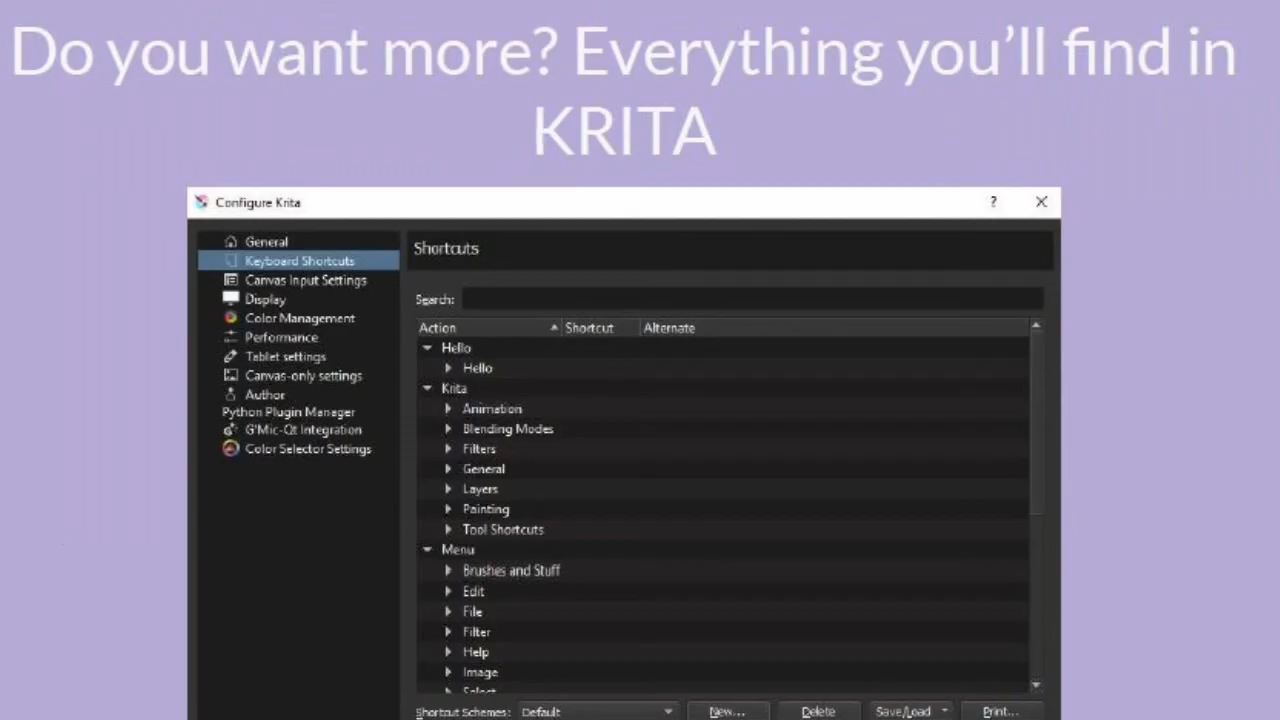 Do you want more? Everything you’ll find in
KRITA
Configure Krita
?
General
Keyboard Shortcuts
Canvas Input Settings
Display
Color Management
Performance
Tablet settings
Canvas-only settings
Author
Python Plugin Manager
G'Mic-Qt Integration
Color Selector Settings
Shortcuts
Search:
Action Shortcut Alternate
Hello
Hello
Krita
Animation
Blending Modes
Filters
General
Layers
Painting
Tool Shortcuts
Menu
Brushes and Stuff
Edit
File
Filter
Help
Image
Select
Shortcut Schemes: Default New... Delete Save/Load Print...